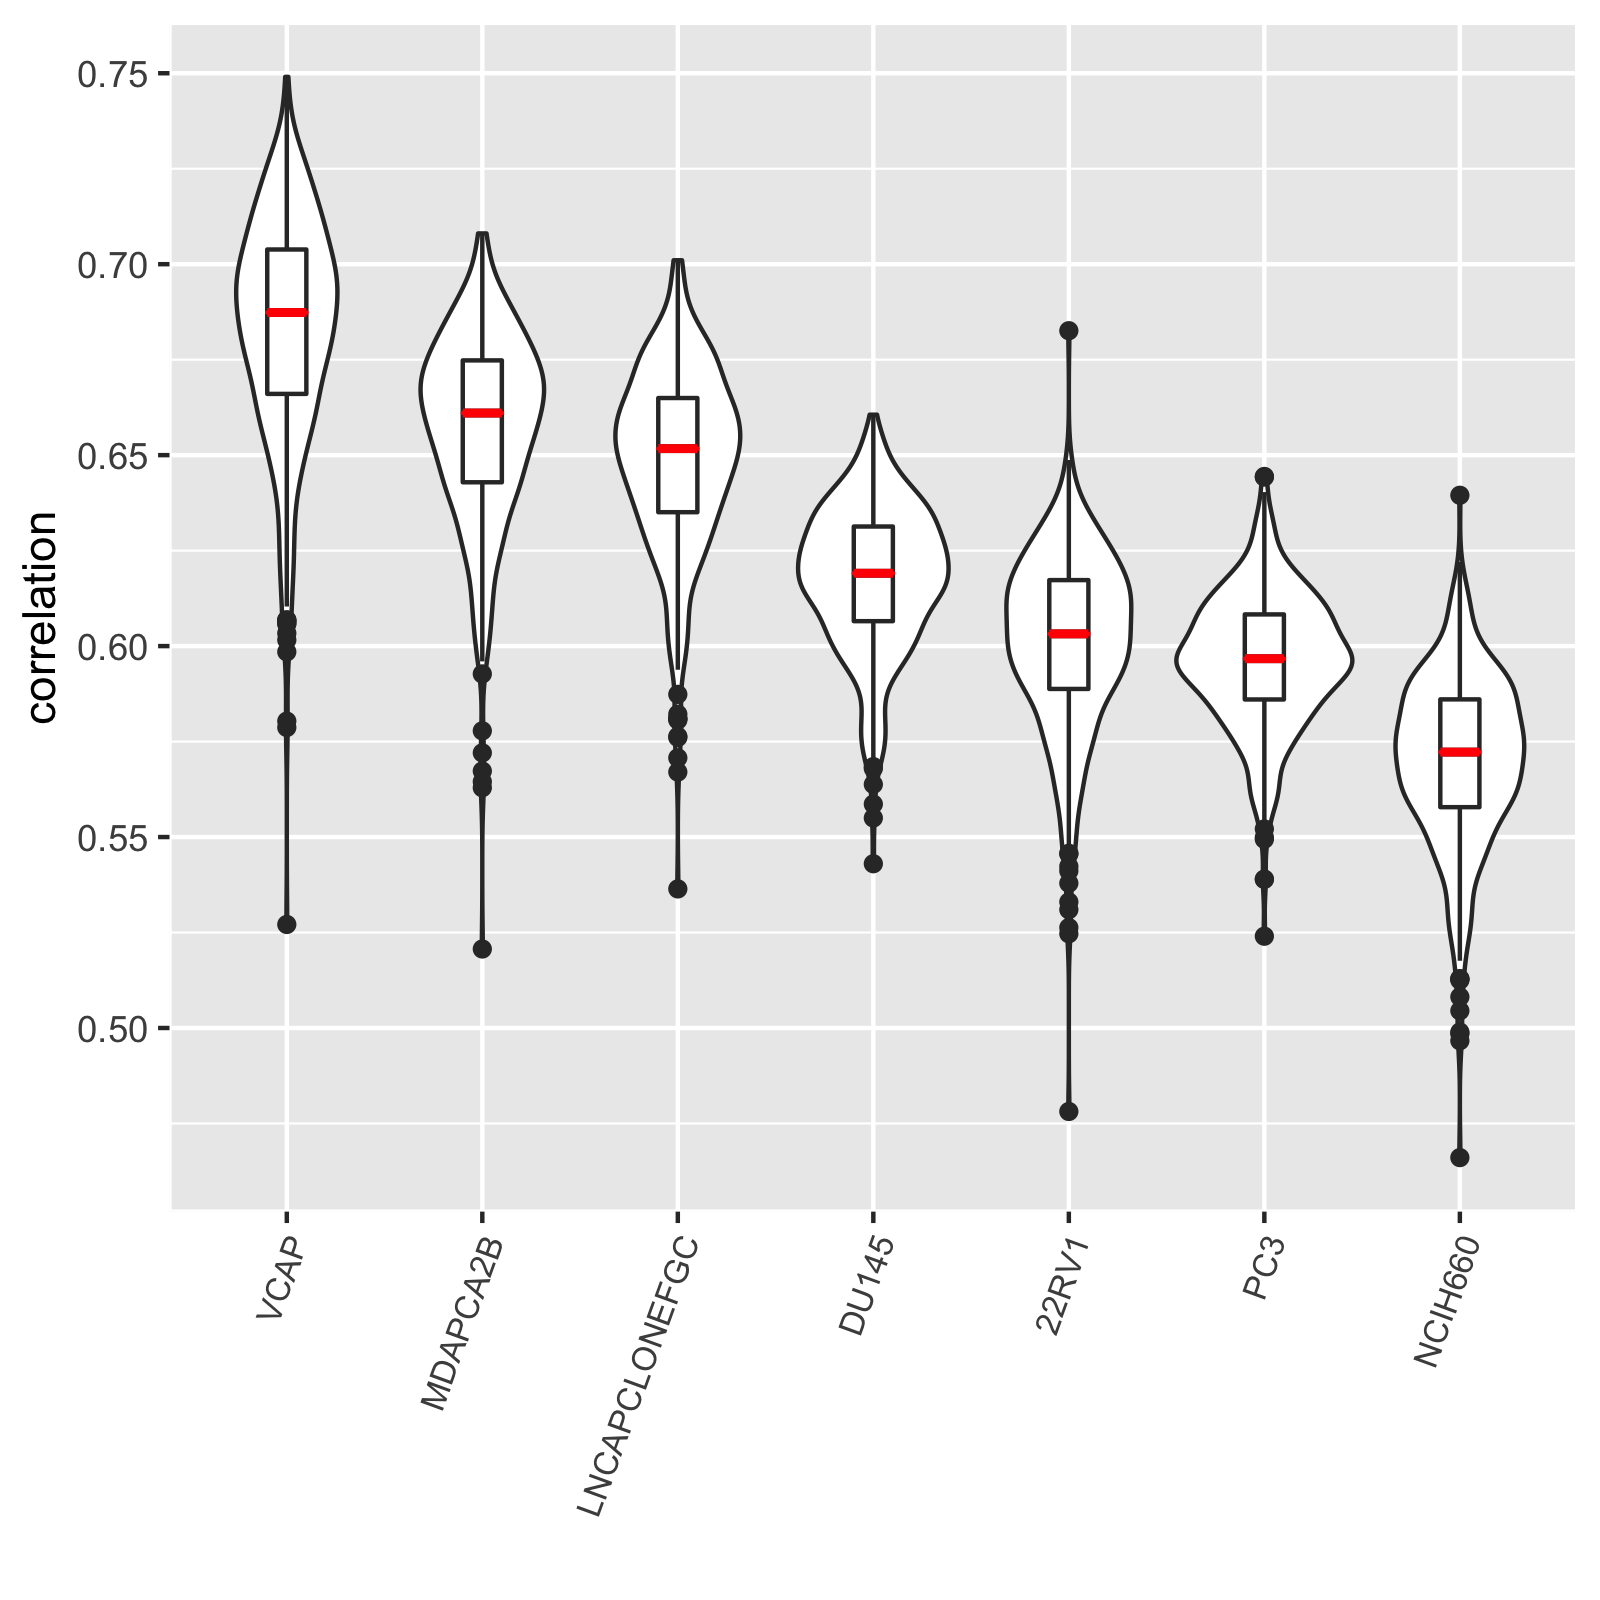 correlation
0.75
0.70
0.65
0.60
0.55
0.50
VCAP
MDAPCA2B
LNCAPCLONEFGC
DU145
22RV1
PC3
NCIH660